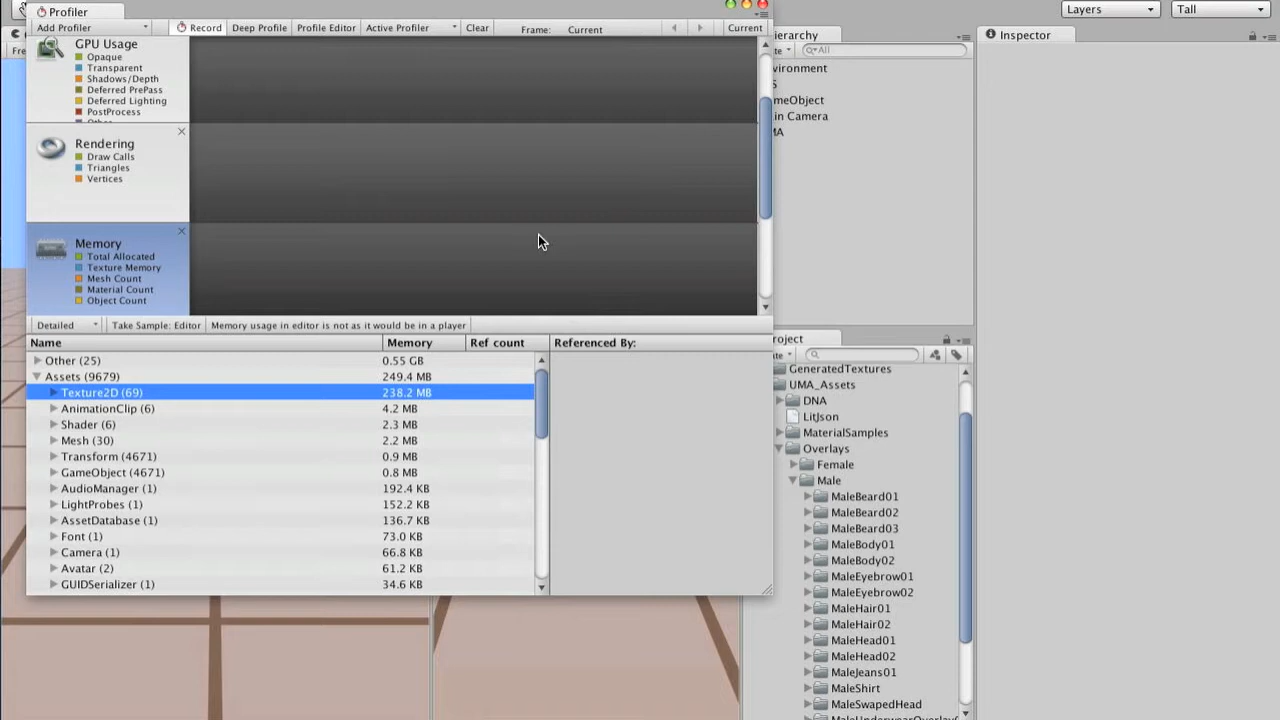 Profiler
Add Profiler
Record
Deep Profile
Profile Editor
Active Profiler
Clear
Frame: Current
Current
GPU Usage
Opaque
Transparent
Shadows/Depth
Deferred PrePass
Deferred Lighting
PostProcess
Rendering
Draw Calls
Triangles
Vertices
Memory
Total Allocated
Texture Memory
Mesh Count
Material Count
Object Count
Detailed
Take Sample: Editor
Memory usage in editor is not as it would be in a player
Name Memory Ref count Referenced By:
Other (25) 0.55 GB
Assets (9679) 249.4 MB
Texture2D (69) 238.2 MB
AnimationClip (6) 4.2 MB
Shader (6) 2.3 MB
Mesh (30) 2.2 MB
Transform (4671) 0.9 MB
GameObject (4671) 0.8 MB
AudioManager (1) 192.4 KB
LightProbes (1) 152.2 KB
AssetDatabase (1) 136.7 KB
Font (1) 73.0 KB
Camera (1) 66.8 KB
Avatar (2) 61.2 KB
GUIDSerializer (1) 34.6 KB
Layers
Tall
erarchy
te
All
vironment
S
meObject
in Camera
MA
Inspector
oject
te
GeneratedTextures
UMA_Assets
DNA
LitJson
MaterialSamples
Overlays
Female
Male
MaleBeard01
MaleBeard02
MaleBeard03
MaleBody01
MaleBody02
MaleEyebrow01
MaleEyebrow02
MaleHair01
MaleHair02
MaleHead01
MaleHead02
MaleJeans01
MaleShirt
MaleSwapedHead